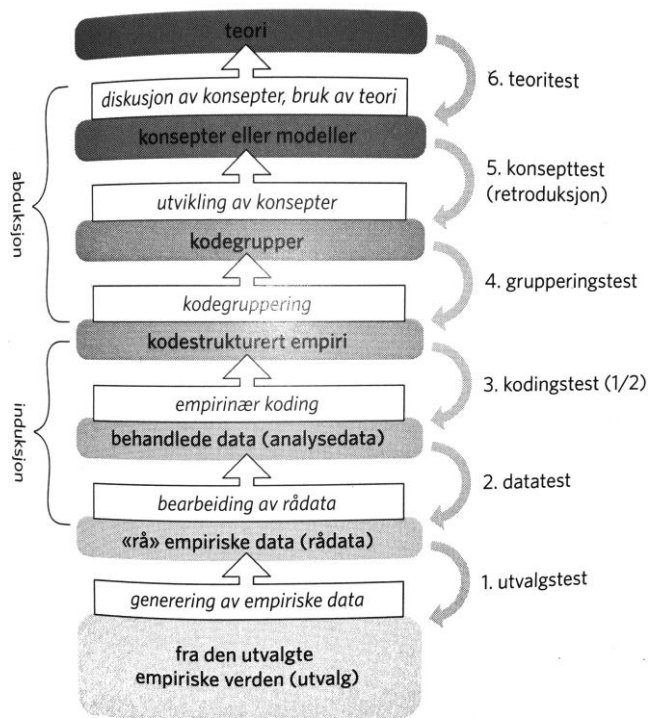 teori
diskusjon av konsepter, bruk av teori
6. teoritest
konsepter eller modeller
5. konsepttest
(retroduksjon)
utvikling av konsepter
abduksjon
kodegrupper
4. grupperingstest
kodegruppering
kodestrukturert empiri
3. kodingstest (1/2)
empirinær koding
induksjon
behandlede data (analysedata)
2. datatest
bearbeiding av rådata
«rå» empiriske data (rådata)
1. utvalgstest
generering av empiriske data
fra den utvalgte
empiriske verden (utvalg)